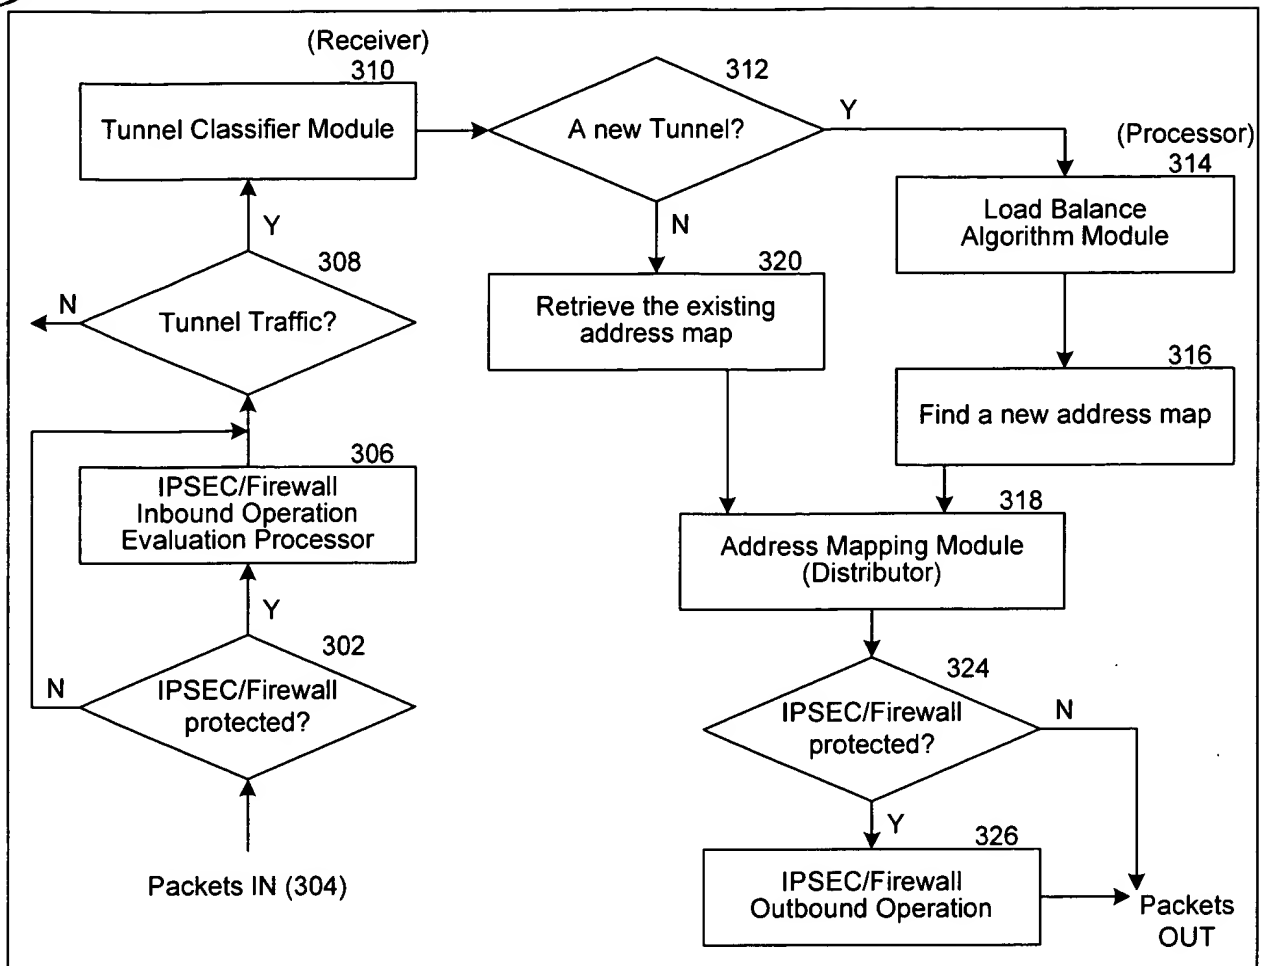 (Receiver)
310
Tunnel Classifier Module
312
A new Tunnel?
Y
(Processor)
314
Load Balance
Algorithm Module
Y
N
308
Tunnel Traffic?
N
320
Retrieve the existing
address map
316
Find a new address map
306
IPSEC/Firewall
Inbound Operation
Evaluation Processor
318
Address Mapping Module
(Distributor)
Y
302
IPSEC/Firewall
protected?
N
324
IPSEC/Firewall
protected?
N
Y
326
IPSEC/Firewall
Outbound Operation
Packets IN (304)
Packets
OUT